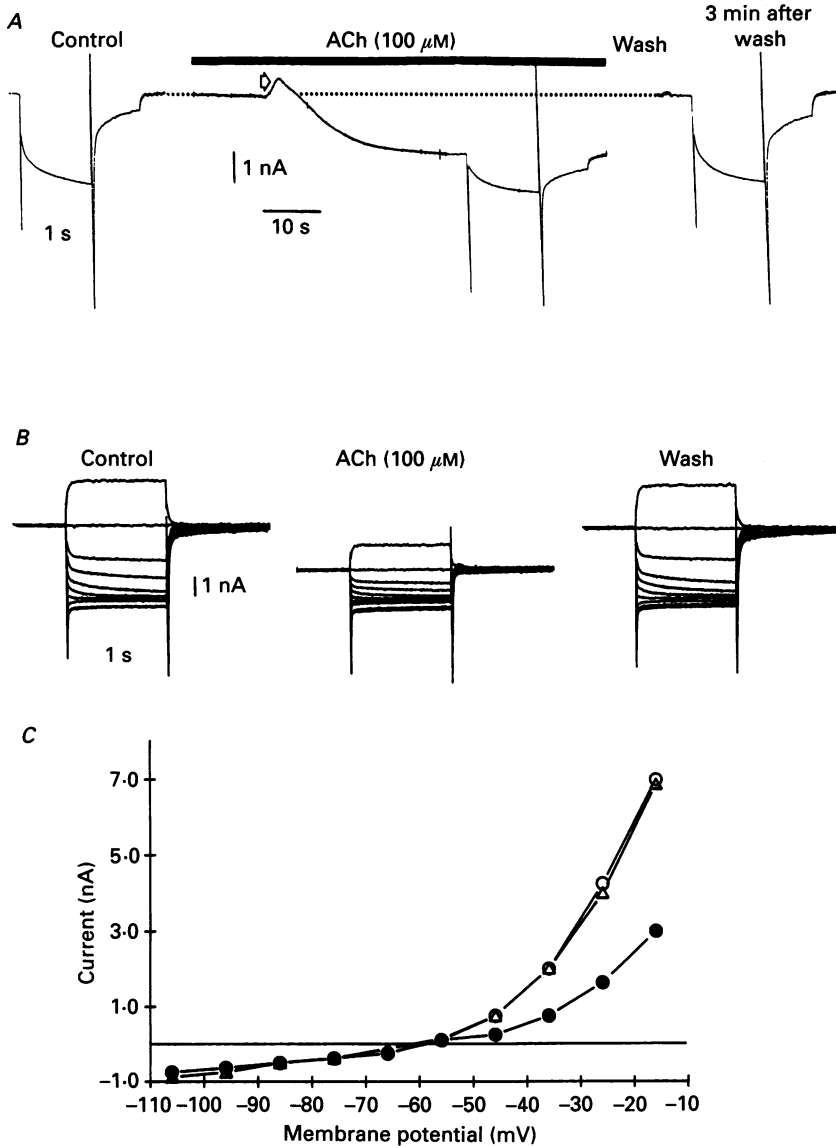 A
Control
ACh (100 μM)
Wash
3 min after
wash
1 nA
10 s
1 s
B
Control
ACh (100 μM)
Wash
1 nA
1 s
C
7·0
5·0
3·0
1·0
–1·0
Current (nA)
–110 –100 –90 –80 –70 –60 –50 –40 –30 –20 –10
Membrane potential (mV)